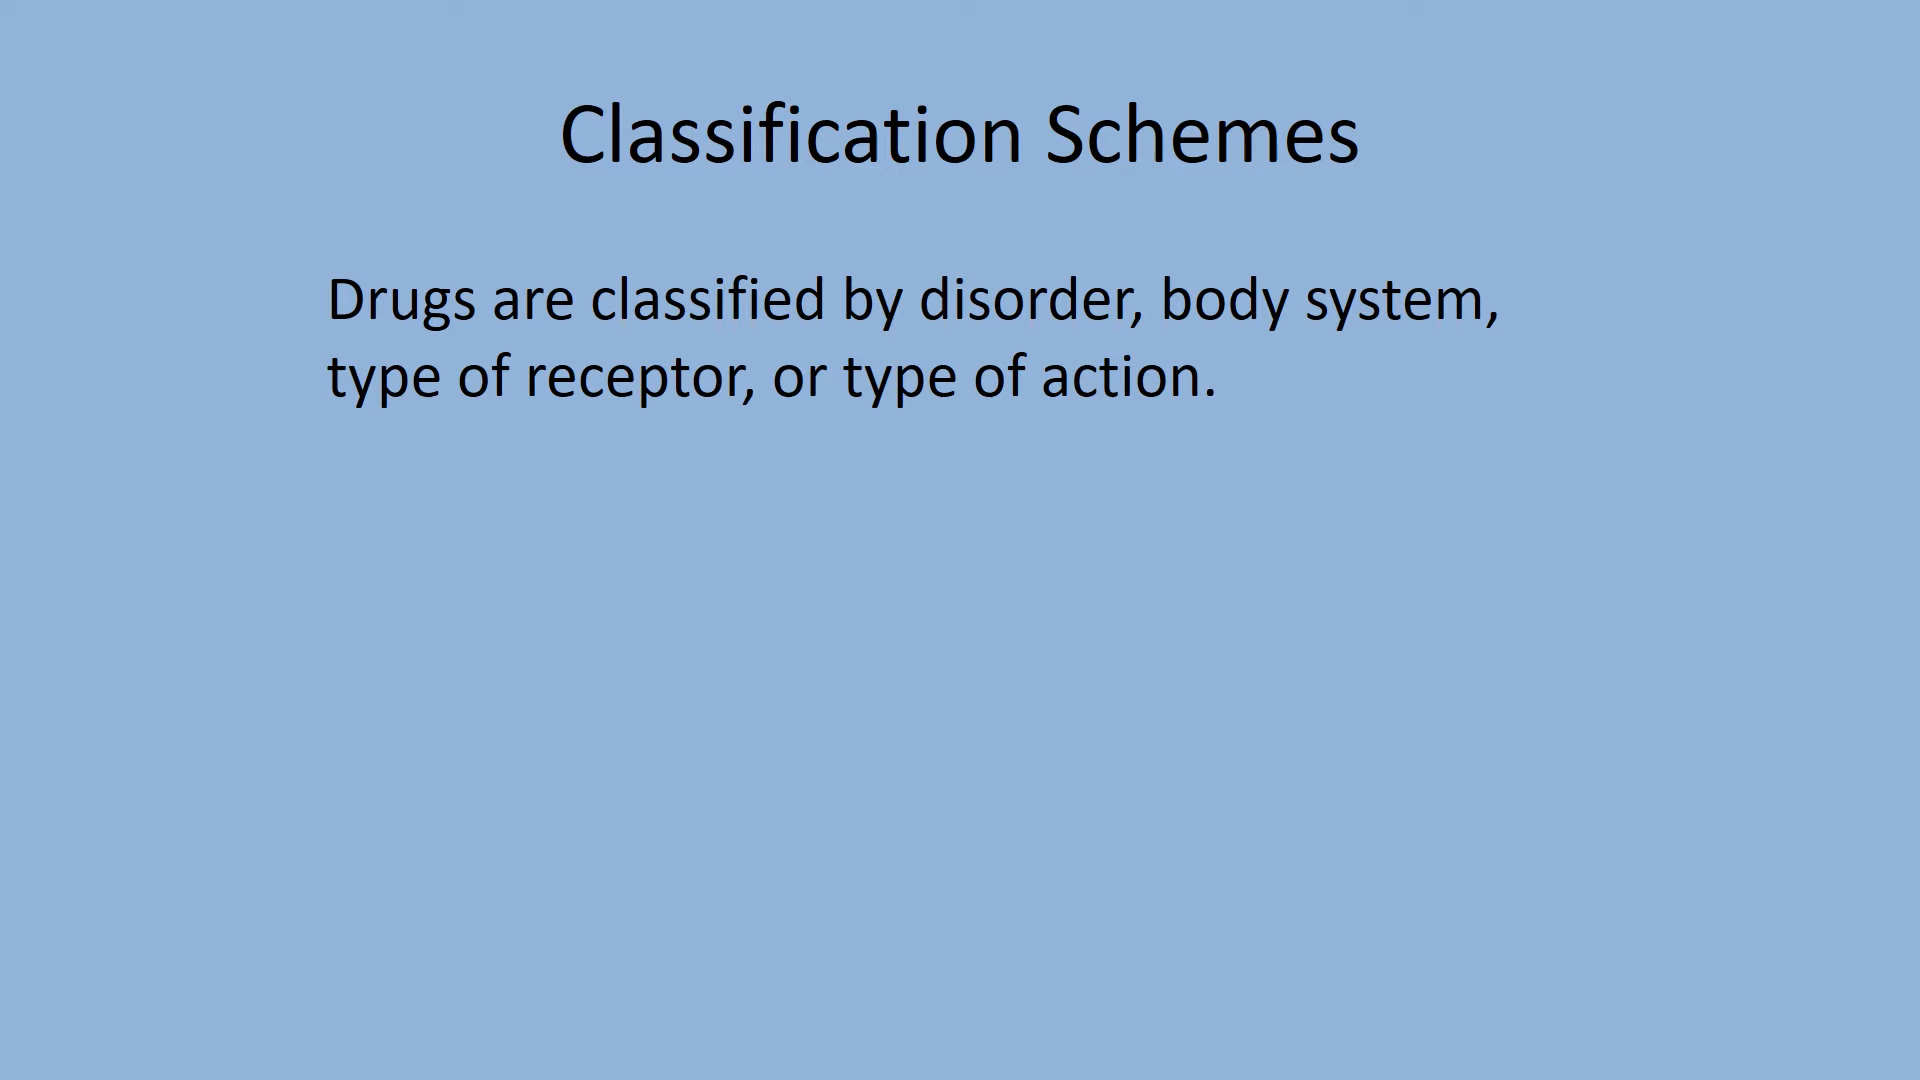 Classification Schemes
Drugs are classified by disorder, body system,
type of receptor, or type of action.